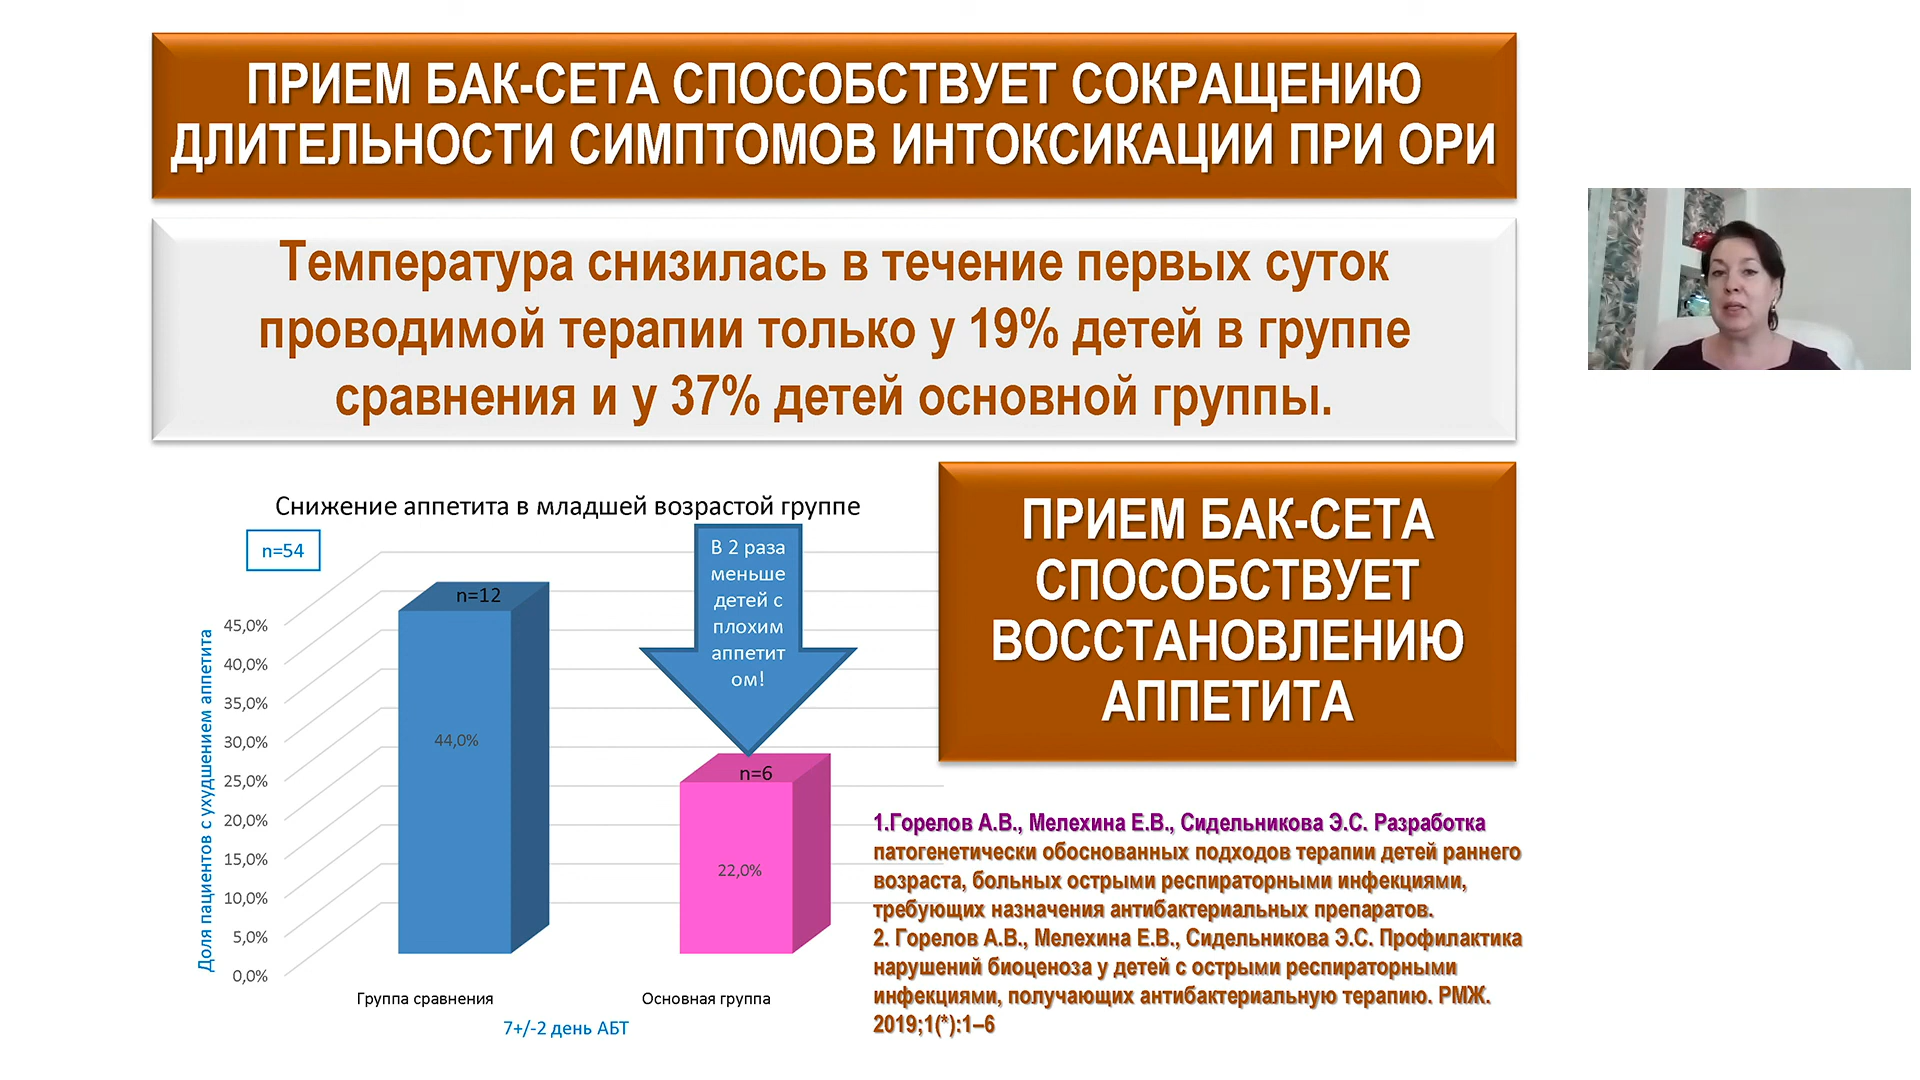 ПРИЕМ БАК-СЕТА СПОСОБСТВУЕТ СОКРАЩЕНИЮ
ДЛИТЕЛЬНОСТИ СИМПТОМОВ ИНТОКСИКАЦИИ ПРИ ОРИ
Температура снизилась в течение первых суток
проводимой терапии только у 19% детей в группе
сравнения и у 37% детей основной группы.
Снижение аппетита в младшей возрастой группе
n=54
В 2 раза
меньше
детей с
плохим
аппетит
ом!
n=12
n=6
44,0%
22,0%
45,0%
40,0%
35,0%
30,0%
25,0%
20,0%
15,0%
10,0%
5,0%
0,0%
Доля пациентов с ухудшением аппетита
Группа сравнения
Основная группа
7+/-2 день АБТ
ПРИЕМ БАК-СЕТА
СПОСОБСТВУЕТ
ВОССТАНОВЛЕНИЮ
АППЕТИТА
1.Горелов А.В., Мелехина Е.В., Сидельникова Э.С. Разработка
патогенетически обоснованных подходов терапии детей раннего
возраста, больных острыми респираторными инфекциями,
требующих назначения антибактериальных препаратов.
2. Горелов А.В., Мелехина Е.В., Сидельникова Э.С. Профилактика
нарушений биоценоза у детей с острыми респираторными
инфекциями, получающих антибактериальную терапию. РМЖ.
2019;1(*):1–6